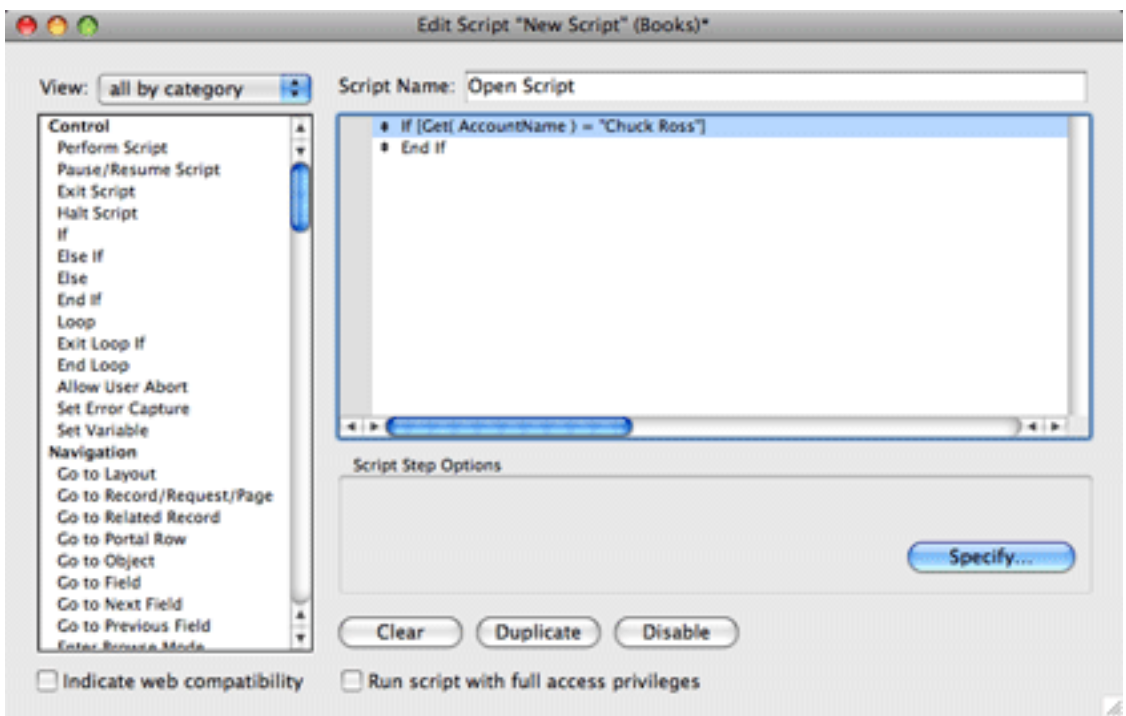 Edit Script "New Script" (Books)*
View: all by category
Script Name: Open Script
Control
Perform Script
Pause/Resume Script
Exit Script
Halt Script
If
Else If
Else
End If
Loop
Exit Loop If
End Loop
Allow User Abort
Set Error Capture
Set Variable
Navigation
Go to Layout
Go to Record/Request/Page
Go to Related Record
Go to Portal Row
Go to Object
Go to Field
Go to Next Field
Go to Previous Field
Enter Browse Mode
If [Get( AccountName ) = "Chuck Ross"]
End If
Script Step Options
Specify...
Clear Duplicate Disable
Indicate web compatibility
Run script with full access privileges